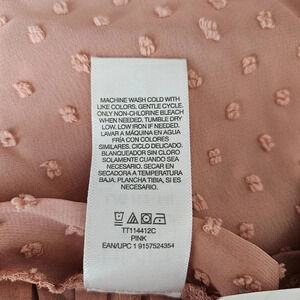 MACHINE WASH COLD WITH
LIKE COLORS. GENTLE CYCLE.
ONLY NON-CHLORINE BLEACH
WHEN NEEDED. TUMBLE DRY
LOW. LOW IRON IF NEEDED.
LAVAR A MÁQUINA EN AGUA
FRÍA CON COLORES
SIMILARES. CICLO DELICADO.
BLANQUEAR SIN CLORO
SOLAMENTE CUANDO SEA
NECESARIO. SECAR EN
SECADORA A TEMPERATURA
BAJA. PLANCHA TIBIA, SI ES
NECESARIO.
TT114412C
PINK
EAN/UPC 1 9157524354